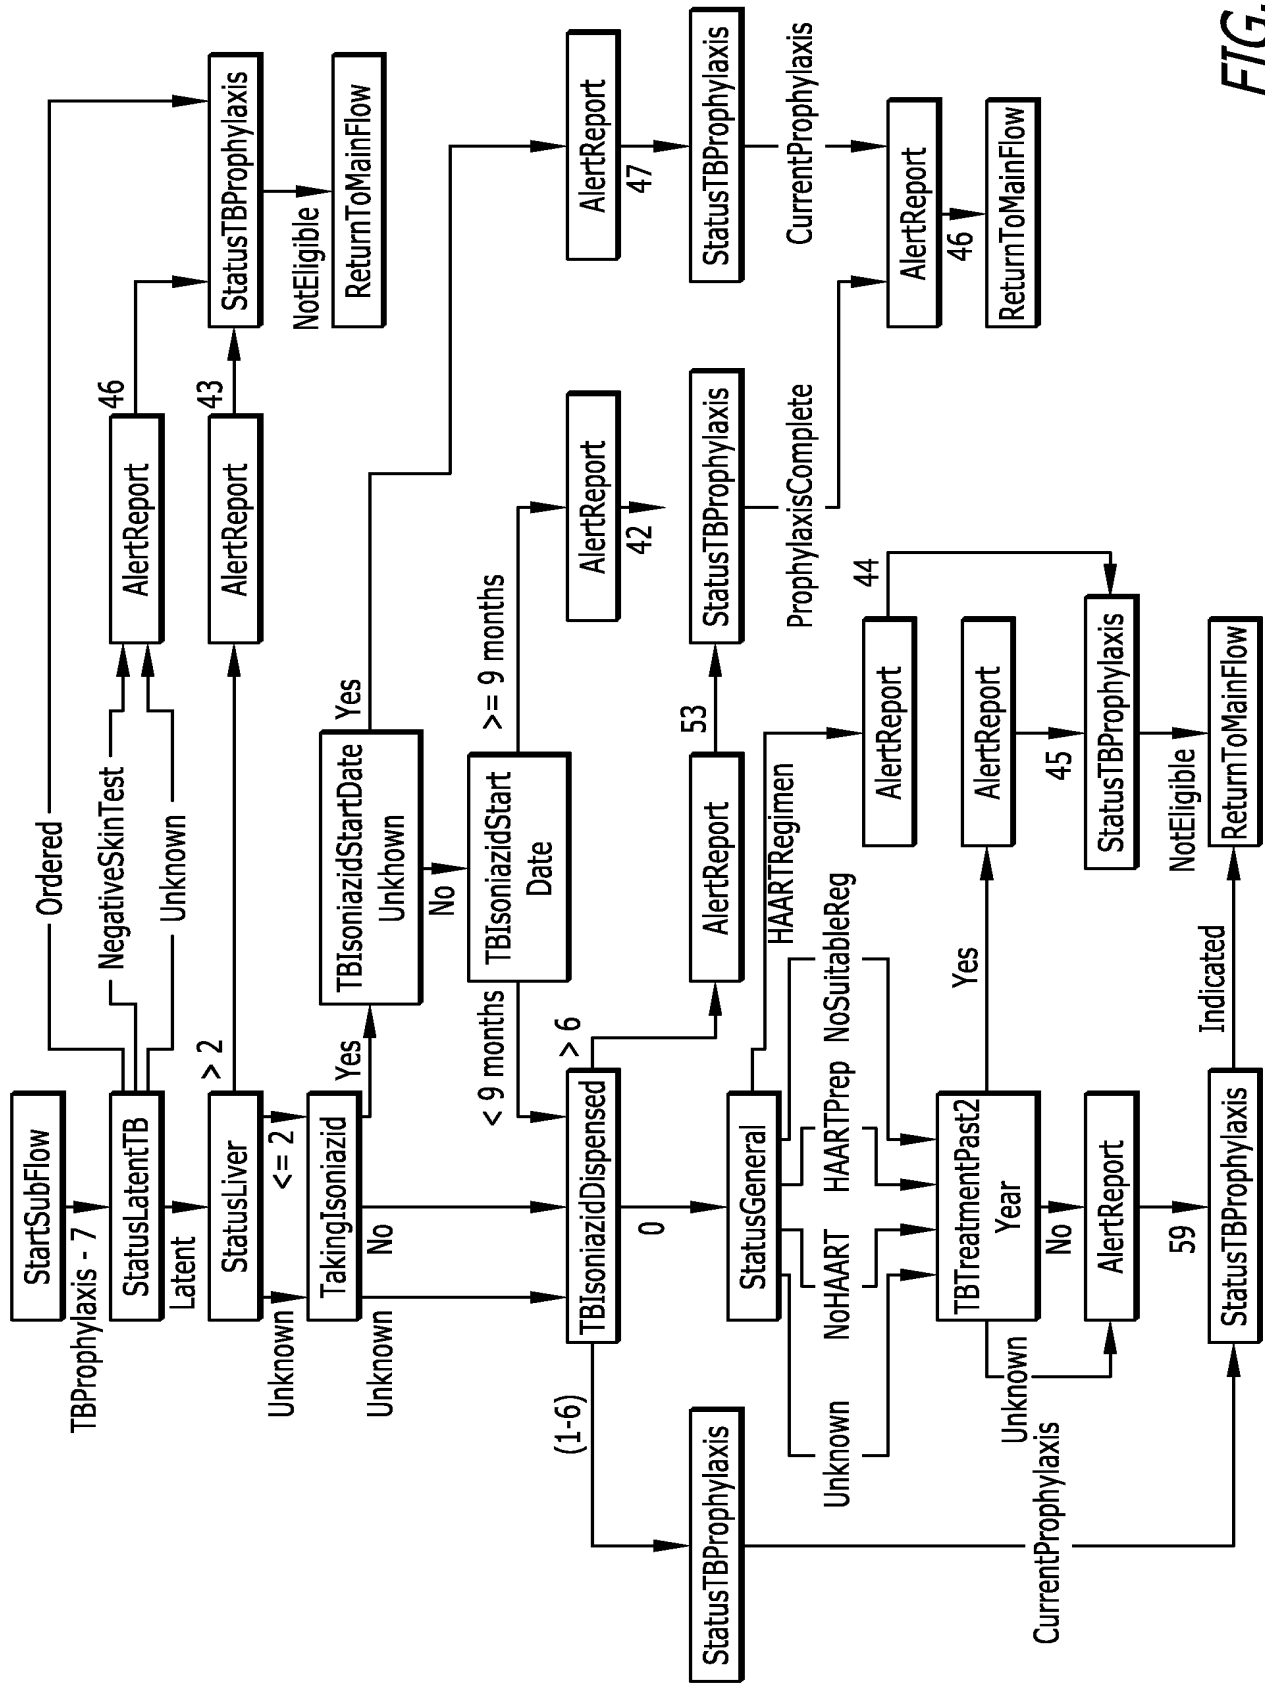 StartSubFlow
TBProphylaxis - 7
StatusLatentTB
Ordered
NegativeSkinTest
Unknown
Latent
AlertReport
46
StatusLiver
> 2
AlertReport
43
StatusTBProphylaxis
NotEligible
ReturnToMainFlow
Unknown
<= 2
TakingIsoniazid
Unknown
No
Yes
TBIsoniazidStartDate
Unkhown
Yes
No
TBIsoniazidStart
Date
< 9 months
>= 9 months
TBIsoniazidDispensed
AlertReport
42
AlertReport
47
(1-6)
0
> 6
StatusTBProphylaxis
StatusGeneral
AlertReport
53
StatusTBProphylaxis
StatusTBProphylaxis
Unknown
NoHAART
HAARTPrep
NoSuitableReg
HAARTRegimen
ProphylaxisComplete
CurrentProphylaxis
AlertReport
44
AlertReport
46
ReturnToMainFlow
TBTreatmentPast2
Year
Yes
AlertReport
45
Unknown
No
CurrentProphylaxis
AlertReport
59
StatusTBProphylaxis
NotEligible
StatusTBProphylaxis
Indicated
ReturnToMainFlow
FIG.